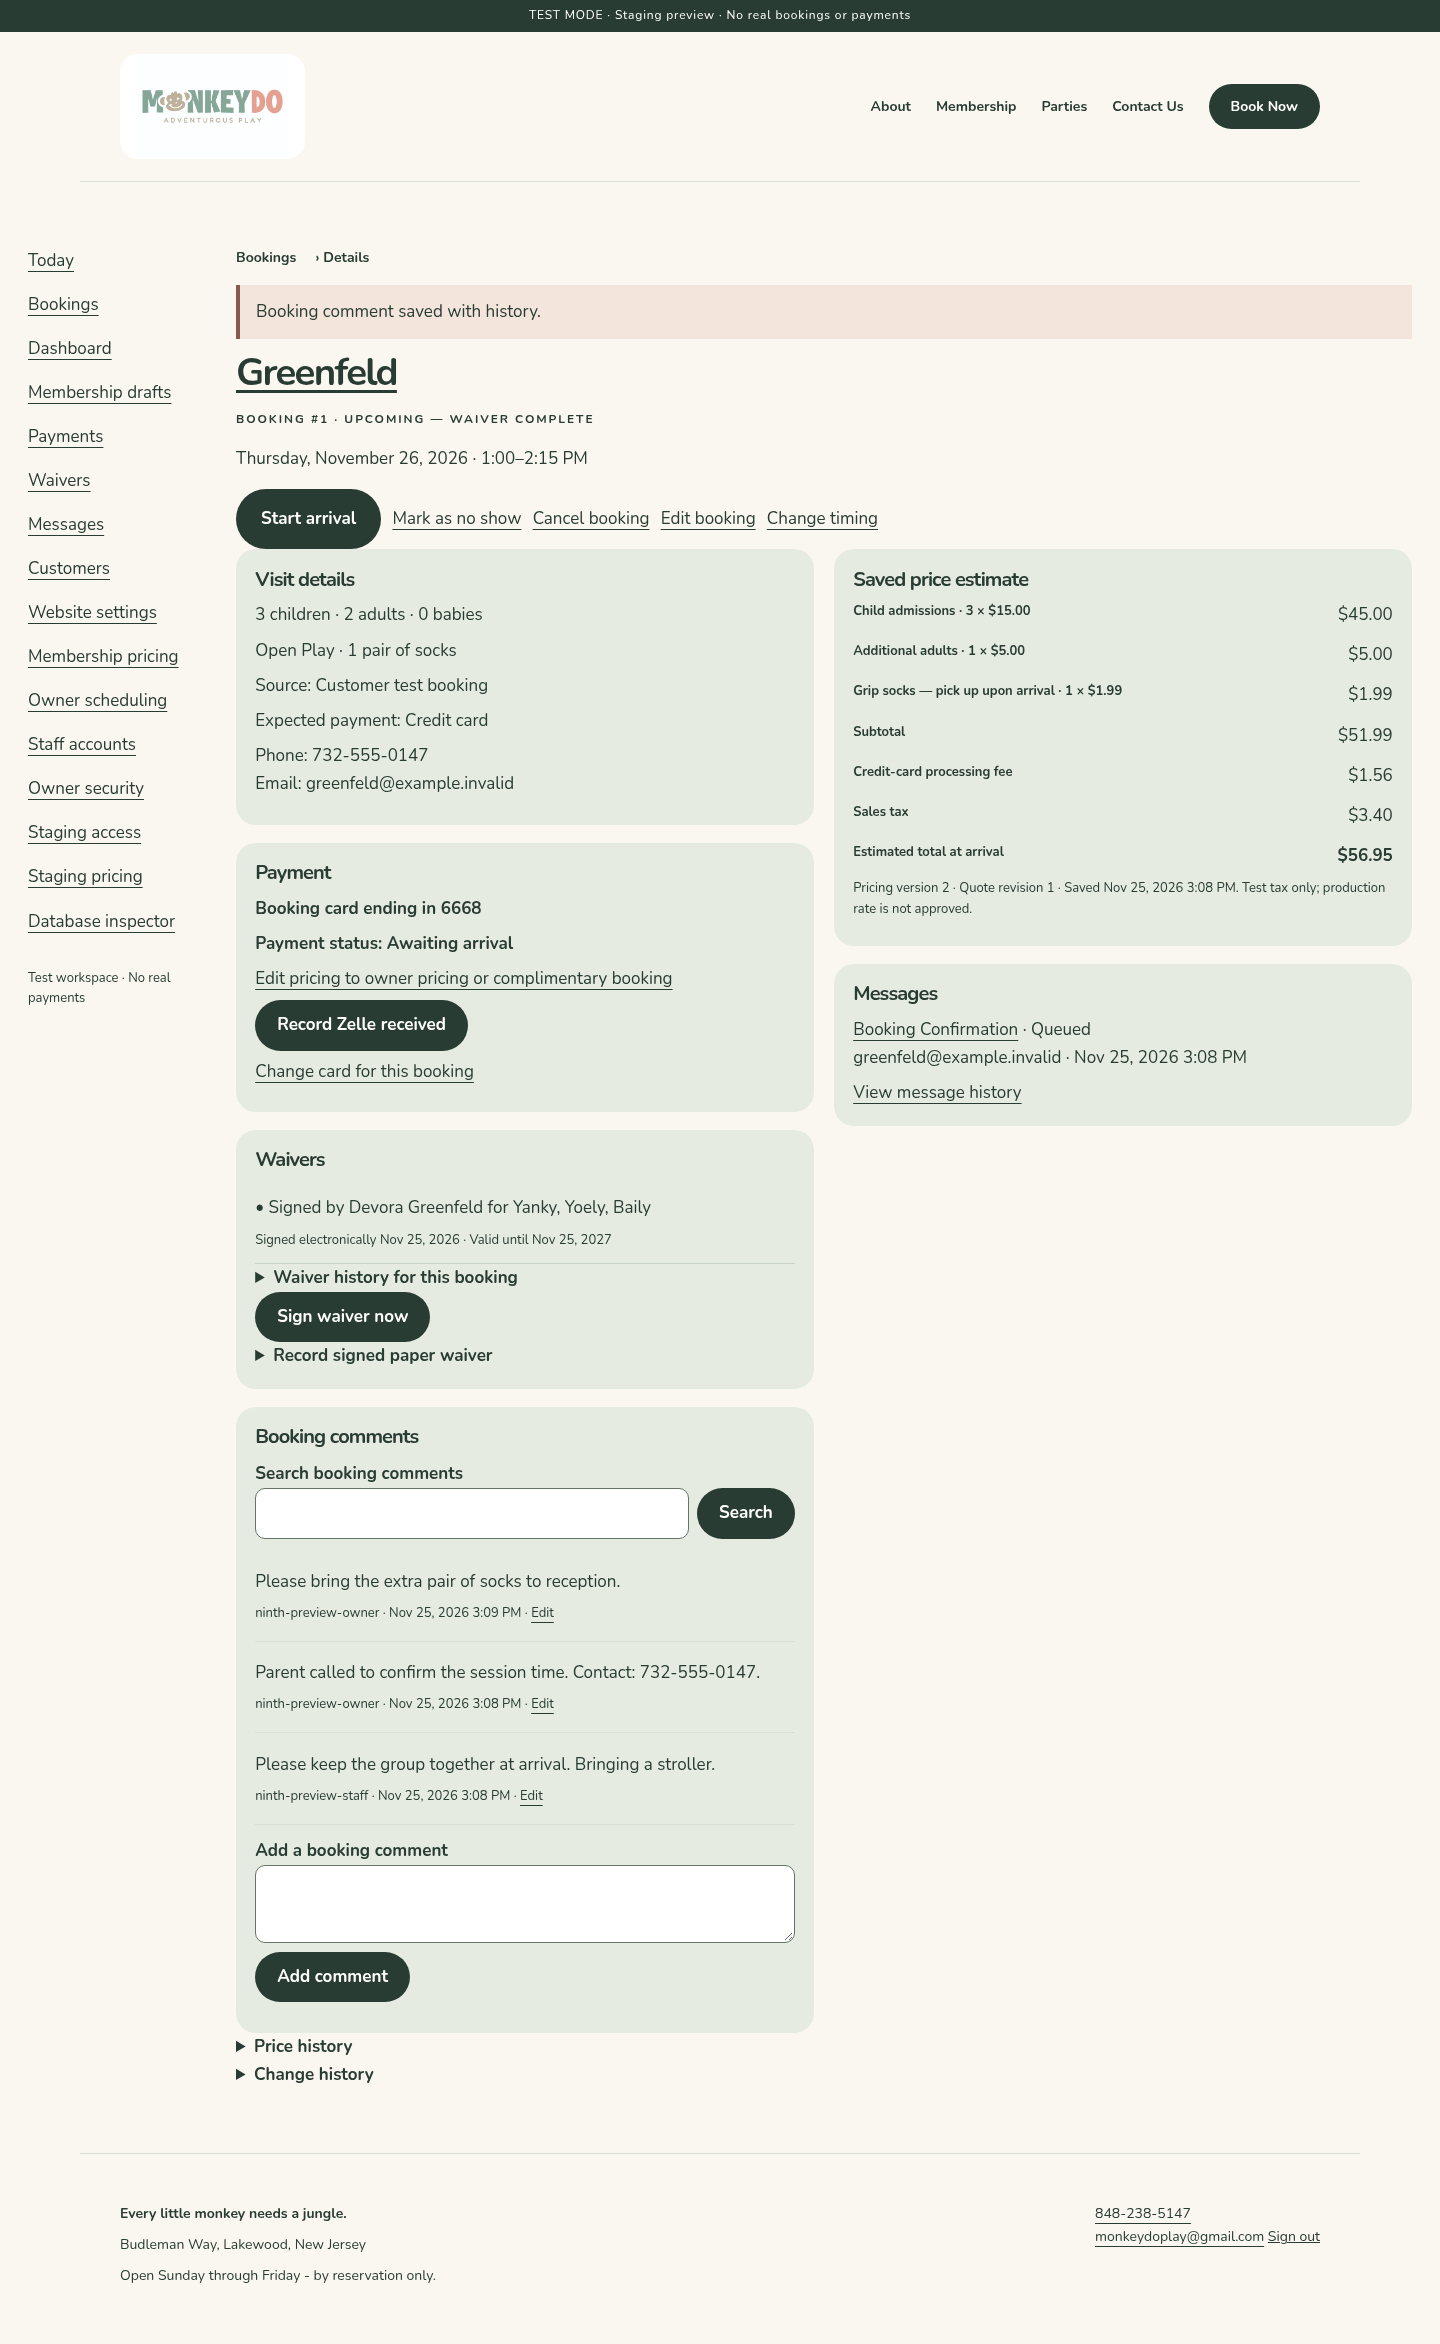 TEST MODE · Staging preview · No real bookings or payments
MONKEYDO
ADVENTUROUS PLAY
About
Membership
Parties
Contact Us
Book Now
Today
Bookings
Dashboard
Membership drafts
Payments
Waivers
Messages
Customers
Website settings
Membership pricing
Owner scheduling
Staff accounts
Owner security
Staging access
Staging pricing
Database inspector
Test workspace · No real
payments
Bookings › Details
Booking comment saved with history.
Greenfeld
BOOKING #1 · UPCOMING — WAIVER COMPLETE
Thursday, November 26, 2026 · 1:00–2:15 PM
Start arrival Mark as no show Cancel booking Edit booking Change timing
Visit details
3 children · 2 adults · 0 babies
Open Play · 1 pair of socks
Source: Customer test booking
Expected payment: Credit card
Phone: 732-555-0147
Email: greenfeld@example.invalid
Payment
Booking card ending in 6668
Payment status: Awaiting arrival
Edit pricing to owner pricing or complimentary booking
Record Zelle received
Change card for this booking
Waivers
• Signed by Devora Greenfeld for Yanky, Yoely, Baily
Signed electronically Nov 25, 2026 · Valid until Nov 25, 2027
▶ Waiver history for this booking
Sign waiver now
▶ Record signed paper waiver
Booking comments
Search booking comments
Search
Please bring the extra pair of socks to reception.
ninth-preview-owner · Nov 25, 2026 3:09 PM · Edit
Parent called to confirm the session time. Contact: 732-555-0147.
ninth-preview-owner · Nov 25, 2026 3:08 PM · Edit
Please keep the group together at arrival. Bringing a stroller.
ninth-preview-staff · Nov 25, 2026 3:08 PM · Edit
Add a booking comment
Add comment
▶ Price history
▶ Change history
Saved price estimate
Child admissions · 3 × $15.00 $45.00
Additional adults · 1 × $5.00 $5.00
Grip socks — pick up upon arrival · 1 × $1.99 $1.99
Subtotal $51.99
Credit-card processing fee $1.56
Sales tax $3.40
Estimated total at arrival $56.95
Pricing version 2 · Quote revision 1 · Saved Nov 25, 2026 3:08 PM. Test tax only; production
rate is not approved.
Messages
Booking Confirmation · Queued
greenfeld@example.invalid · Nov 25, 2026 3:08 PM
View message history
Every little monkey needs a jungle.
Budleman Way, Lakewood, New Jersey
Open Sunday through Friday - by reservation only.
848-238-5147
monkeydoplay@gmail.com Sign out